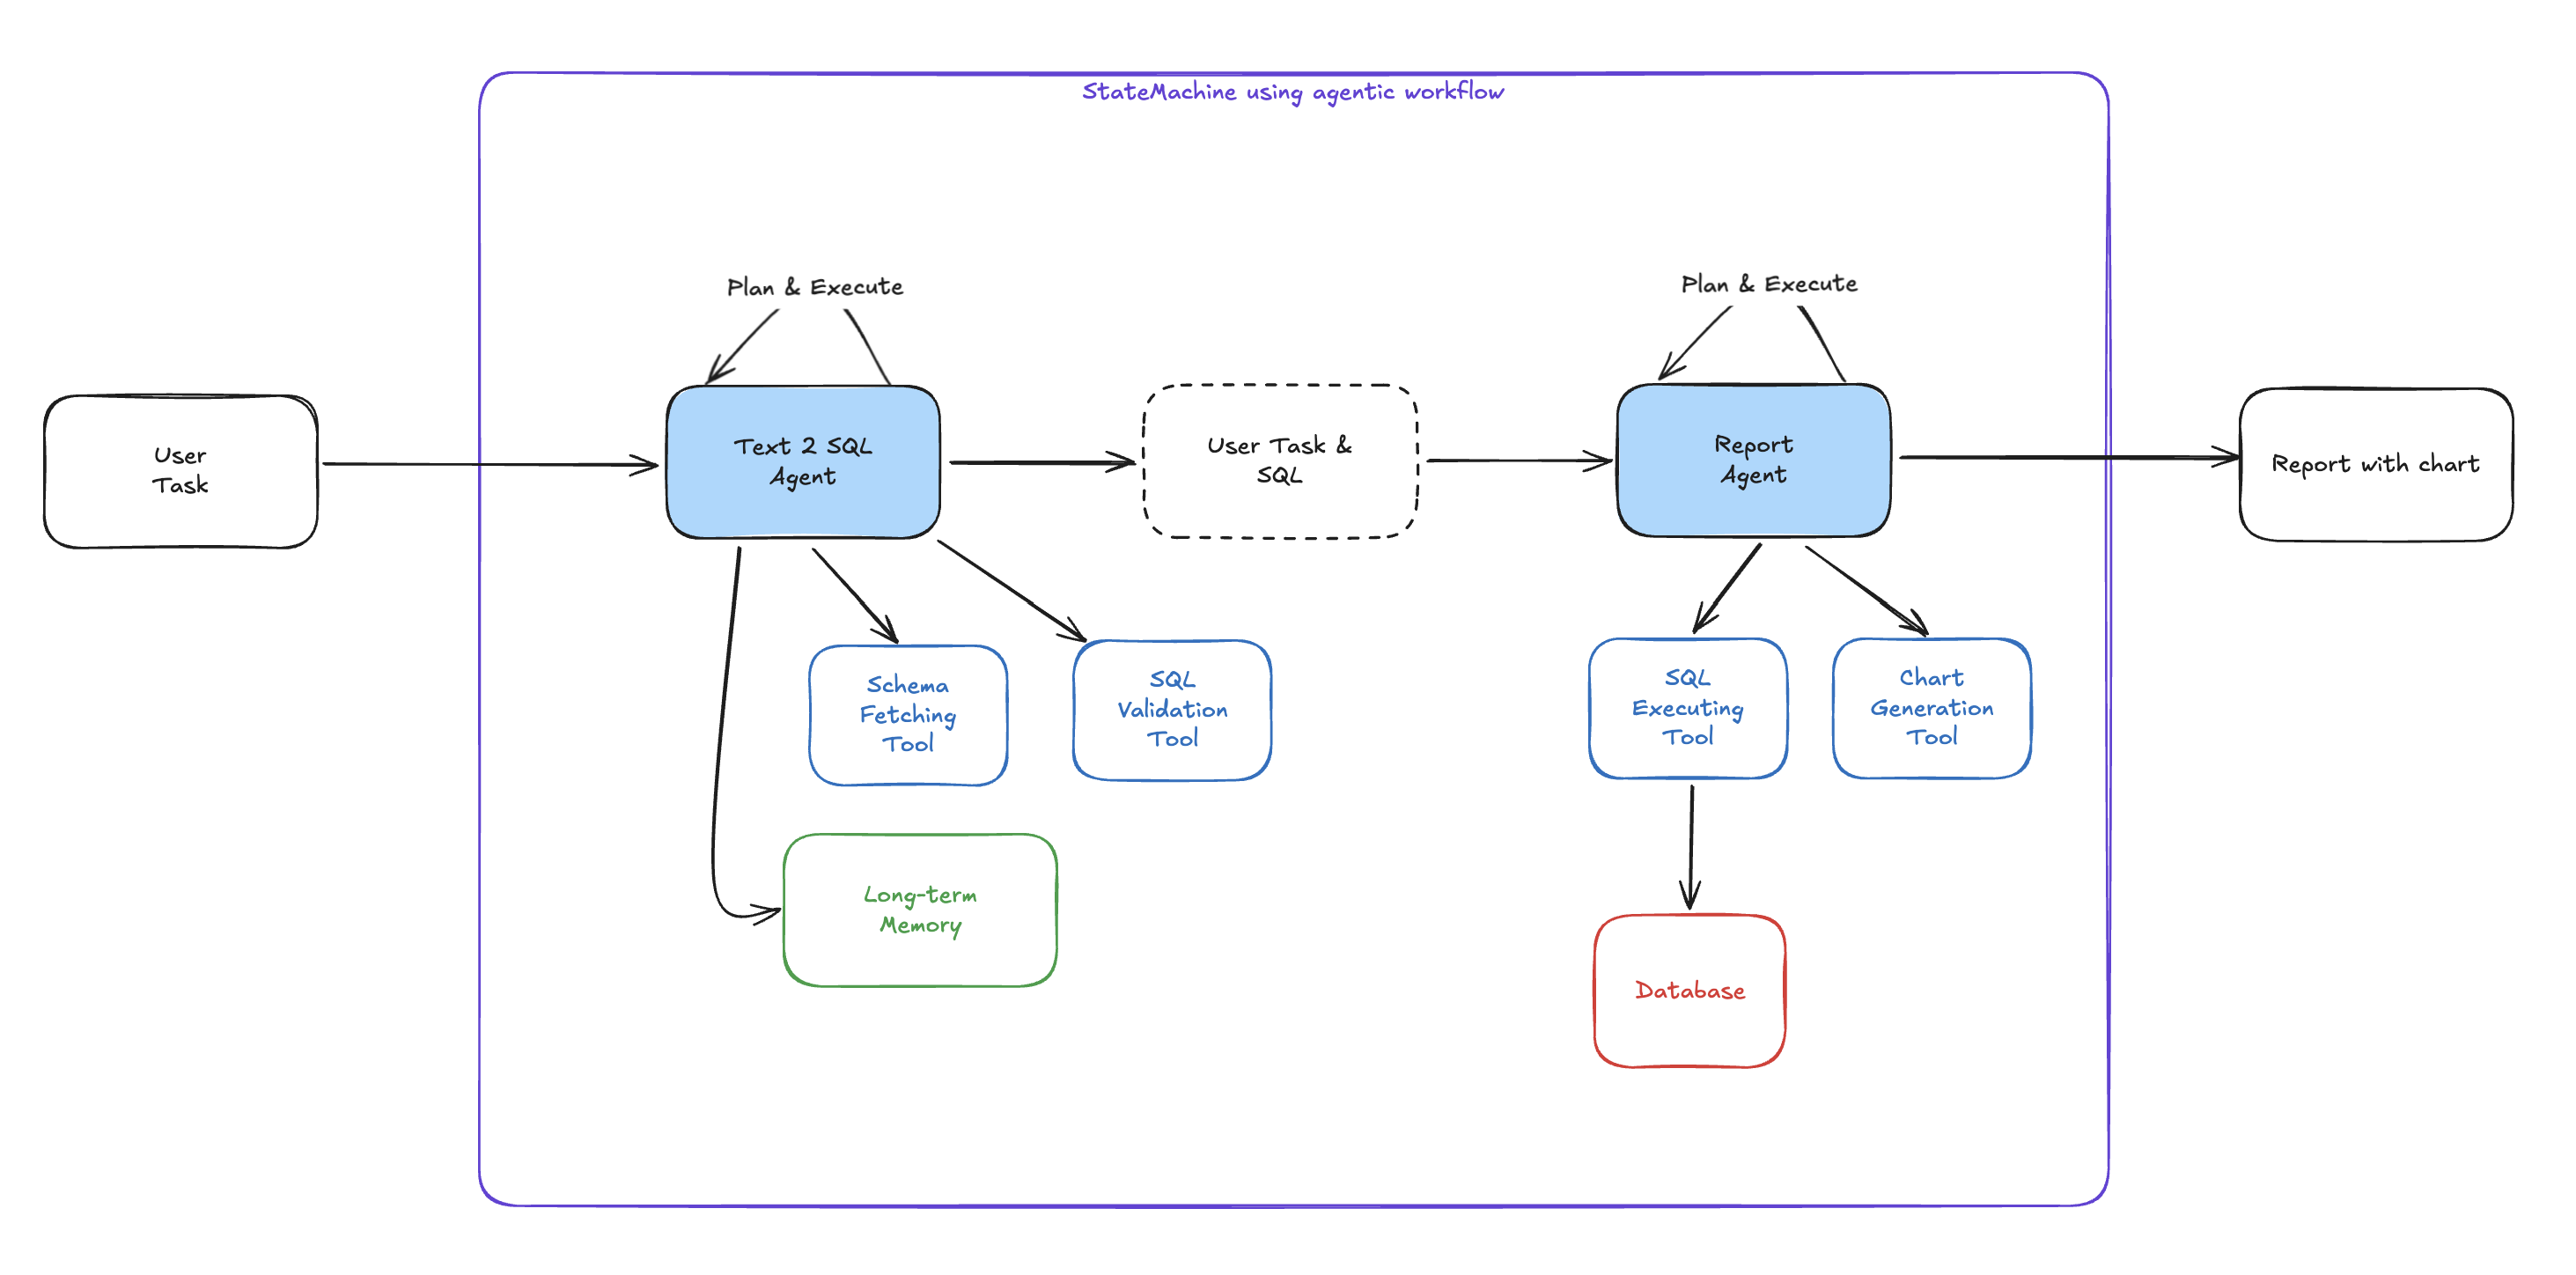 StateMachine using agentic workflow
Plan & Execute
Plan & Execute
User
Task
Text 2 SQL
Agent
User Task &
SQL
Report
Agent
Report with chart
Schema
Fetching
Tool
SQL
Validation
Tool
SQL
Executing
Tool
Chart
Generation
Tool
Long-term
Memory
Database